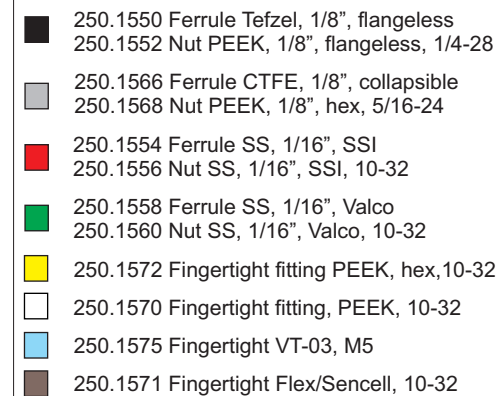 250.1550 Ferrule Tefzel, 1/8”, flangeless
250.1552 Nut PEEK, 1/8”, flangeless, 1/4-28
250.1566 Ferrule CTFE, 1/8”, collapsible
250.1568 Nut PEEK, 1/8”, hex, 5/16-24
250.1554 Ferrule SS, 1/16”, SSI
250.1556 Nut SS, 1/16”, SSI, 10-32
250.1558 Ferrule SS, 1/16”, Valco
250.1560 Nut SS, 1/16”, Valco, 10-32
250.1572 Fingertight fitting PEEK, hex,10-32
250.1570 Fingertight fitting, PEEK, 10-32
250.1575 Fingertight VT-03, M5
250.1571 Fingertight Flex/Sencell, 10-32